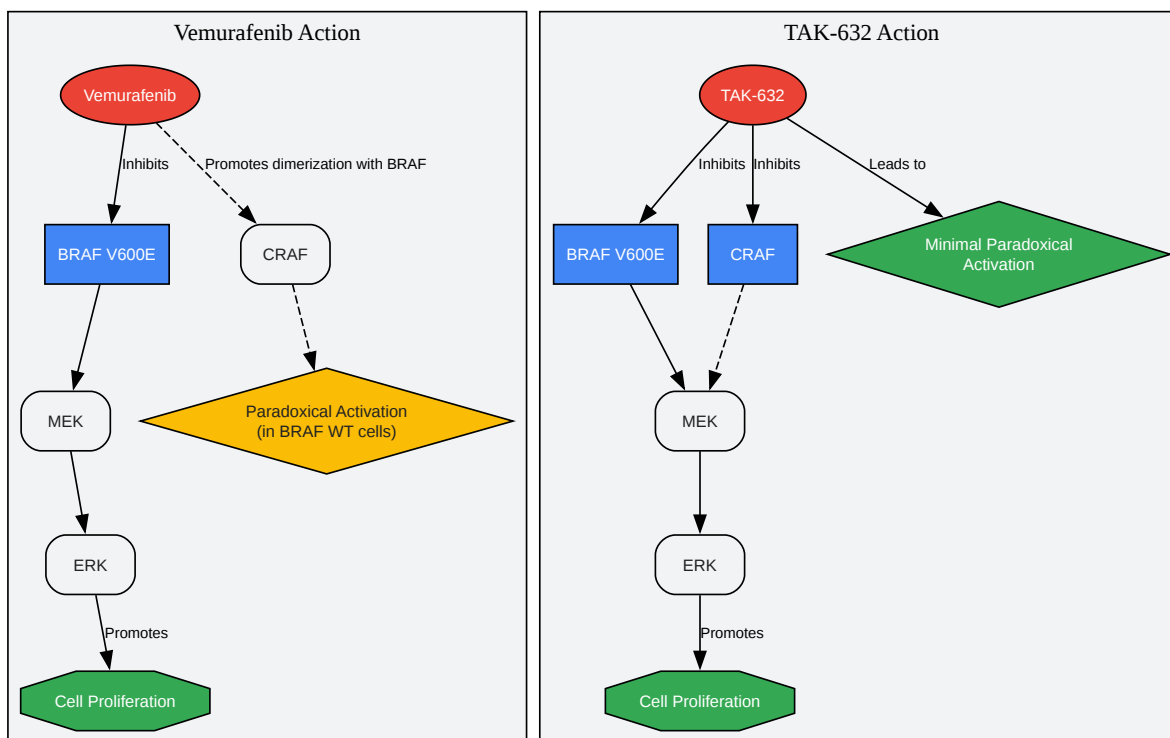 Vemurafenib Action
Vemurafenib
Inhibits
Promotes dimerization with BRAF
BRAF V600E
CRAF
MEK
Paradoxical Activation
(in BRAF WT cells)
ERK
Promotes
Cell Proliferation
TAK-632 Action
TAK-632
Inhibits
Inhibits
Leads to
BRAF V600E
CRAF
Minimal Paradoxical
Activation
MEK
ERK
Promotes
Cell Proliferation